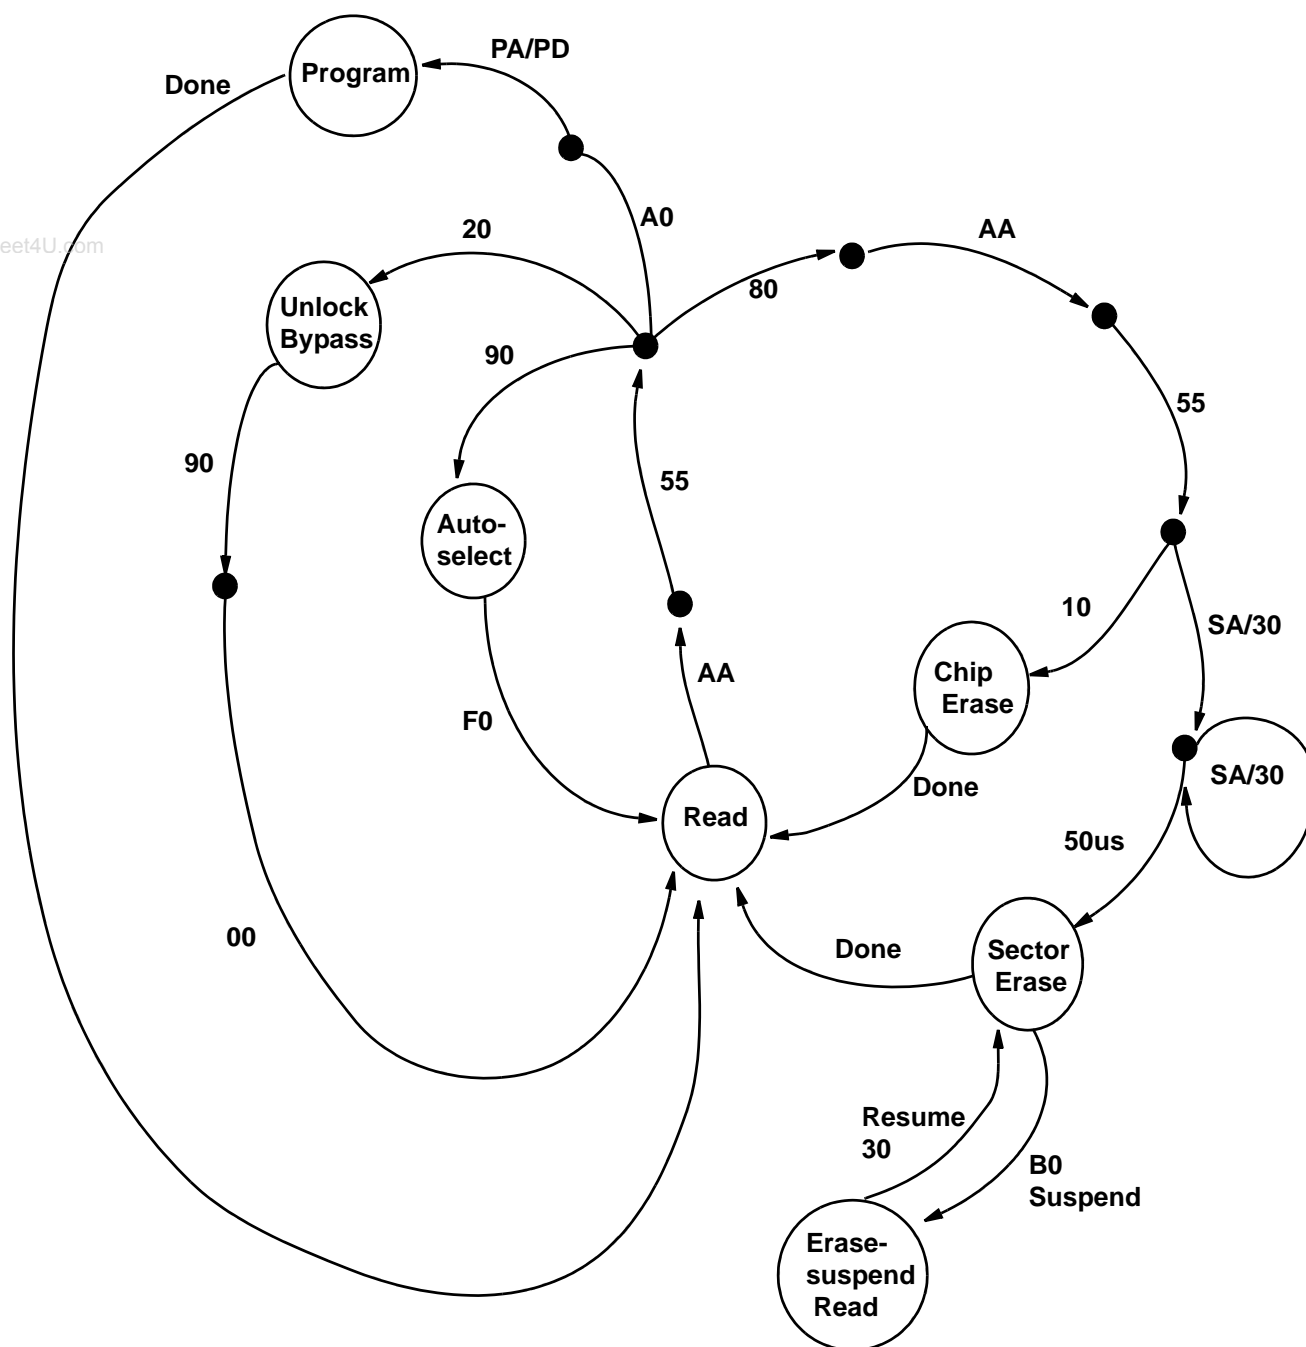 PA/PD
Program
Done
A0
20
AA
eet4U.com
80
Unlock
Bypass
90
55
90
55
Auto-
select
10
SA/30
AA
Chip
Erase
F0
SA/30
Done
Read
50us
00
Done
Sector
Erase
Resume
30
B0
Suspend
Erase-
suspend
Read